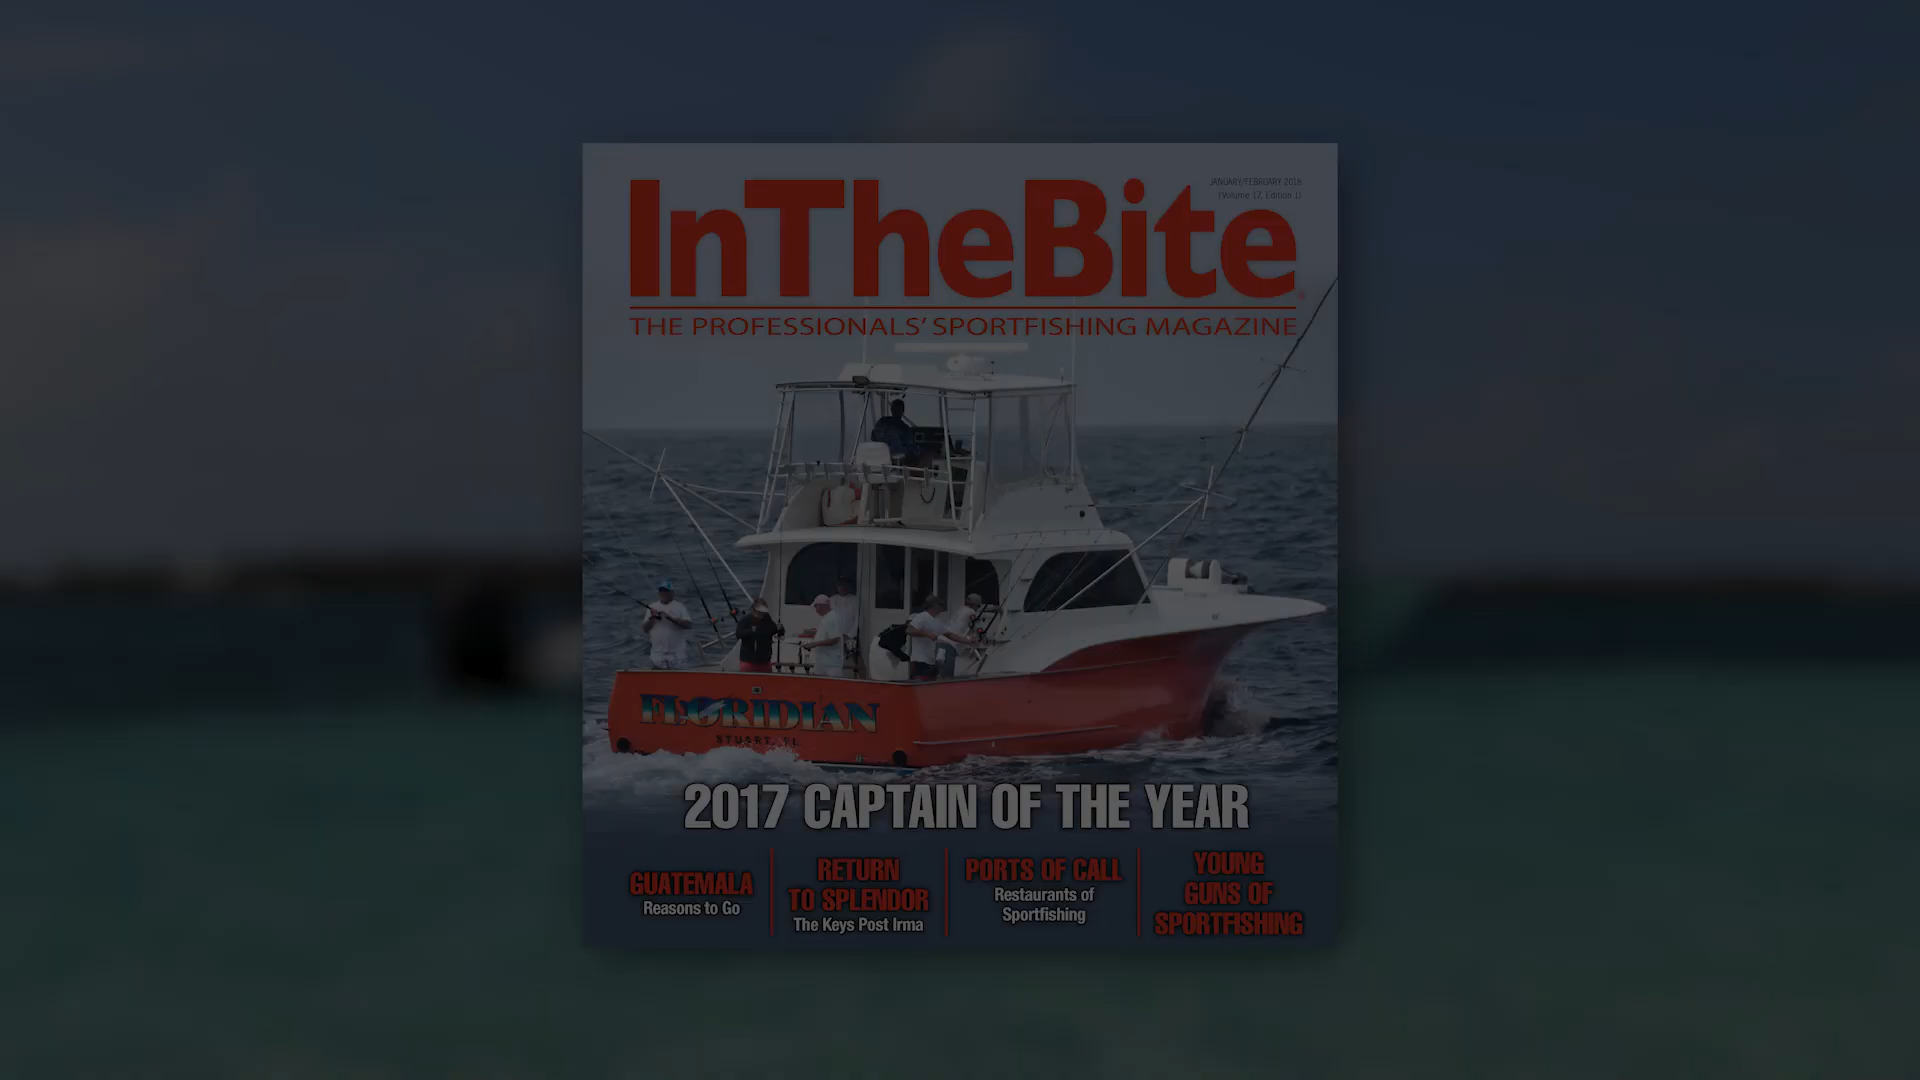 JANUARY/FEBRUARY 2018
(Volume 17, Edition 1)
InTheBite®
THE PROFESSIONALS' SPORTFISHING MAGAZINE
FLORIDIAN
STUART, FL
2017 CAPTAIN OF THE YEAR
GUATEMALA
Reasons to Go
RETURN
TO SPLENDOR
The Keys Post Irma
PORTS OF CALL
Restaurants of
Sportfishing
YOUNG
GUNS OF
SPORTFISHING